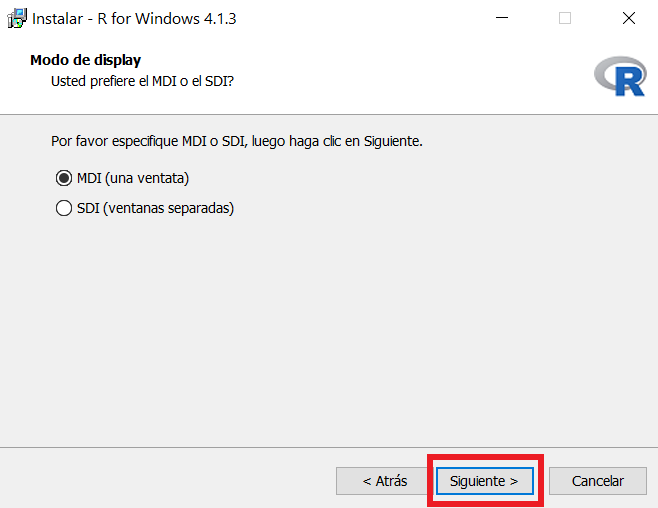 Instalar - R for Windows 4.1.3
Modo de display
Usted prefiere el MDI o el SDI?
R
Por favor especifique MDI o SDI, luego haga clic en Siguiente.
MDI (una ventata)
SDI (ventanas separadas)
< Atrás Siguiente > Cancelar